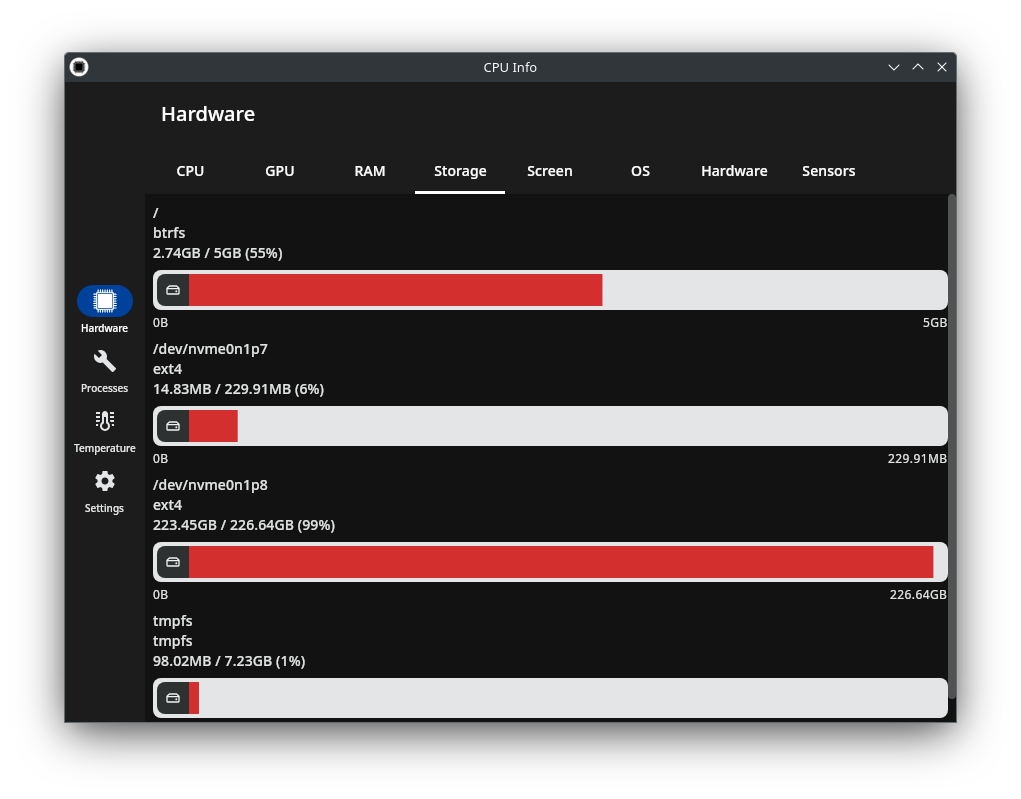 CPU Info
Hardware
CPU GPU RAM Storage Screen OS Hardware Sensors
Hardware
Processes
Temperature
Settings
/
btrfs
2.74GB / 5GB (55%)
0B 5GB
/dev/nvme0n1p7
ext4
14.83MB / 229.91MB (6%)
0B 229.91MB
/dev/nvme0n1p8
ext4
223.45GB / 226.64GB (99%)
0B 226.64GB
tmpfs
tmpfs
98.02MB / 7.23GB (1%)